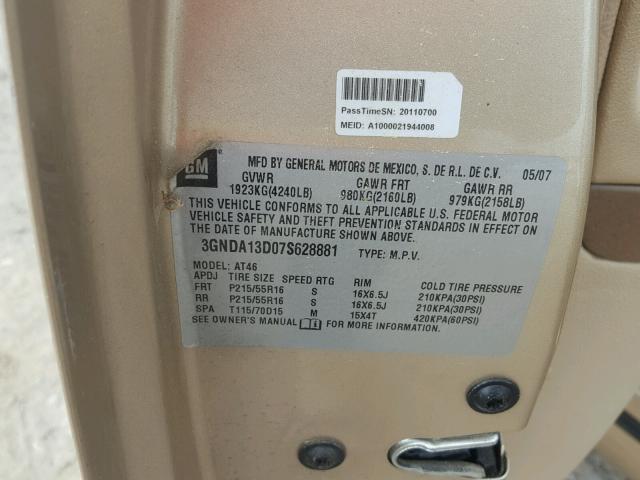 PassTimeSN: 20110700
MEID: A1000021944008
GM
MFD BY GENERAL MOTORS DE MEXICO, S. DE R.L. DE C.V. 05/07
GVWR GAWR FRT GAWR RR
1923KG(4240LB) 980KG(2160LB) 979KG(2158LB)
THIS VEHICLE CONFORMS TO ALL APPLICABLE U.S. FEDERAL MOTOR
VEHICLE SAFETY AND THEFT PREVENTION STANDARDS IN EFFECT ON
THE DATE OF MANUFACTURE SHOWN ABOVE.
3GNDA13D07S628881 TYPE: M.P.V.
MODEL: AT46
APDJ TIRE SIZE SPEED RTG RIM COLD TIRE PRESSURE
FRT P215/55R16 S 16X6.5J 210KPA(30PSI)
RR P215/55R16 S 16X6.5J 210KPA(30PSI)
SPA T115/70D15 M 15X4T 420KPA(60PSI)
SEE OWNER'S MANUAL FOR MORE INFORMATION.